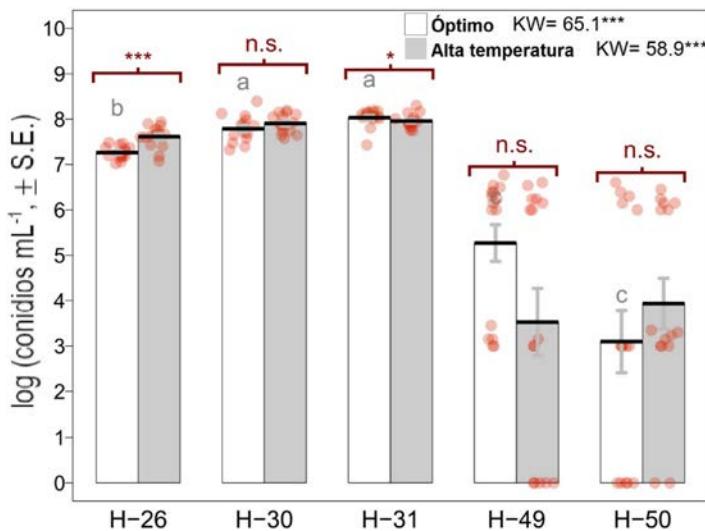 Óptimo KW= 65.1***
Alta temperatura KW= 58.9***
*** n.s. * n.s. n.s.
b a a c c
log (conidios mL⁻¹, ± S.E.)
10
9
8
7
6
5
4
3
2
1
0
H−26 H−30 H−31 H−49 H−50